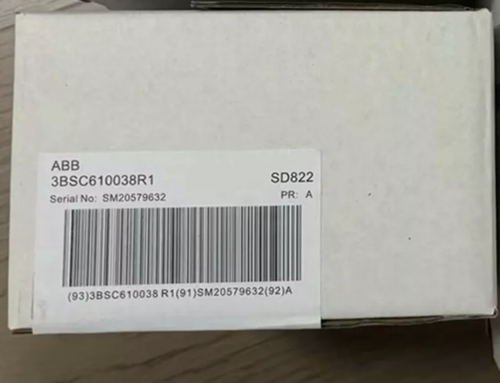 ABB
3BSC610038R1 SD822
Serial No: SM20579632 PR: A
(93)3BSC610038 R1(91)SM20579632(92)A